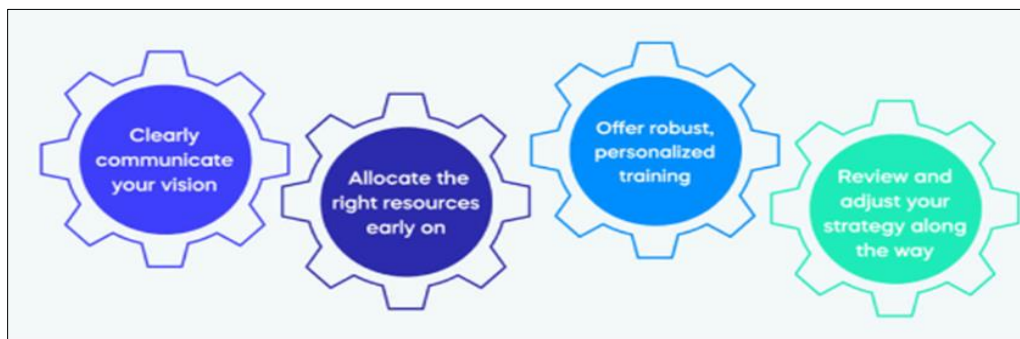 Clearly
communicate
your vision
Allocate the
right resources
early on
Offer robust,
personalized
training
Review and
adjust your
strategy along
the way